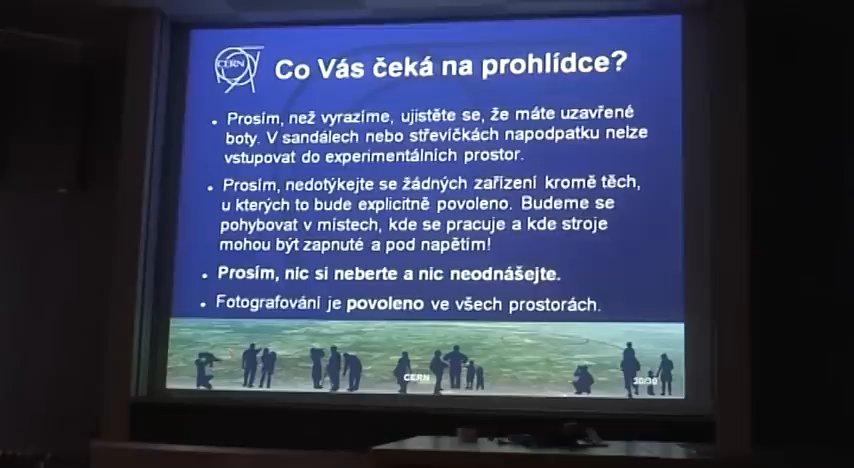 CERN
Co Vás čeká na prohlídce?
Prosím, než vyrazíme, ujistěte se, že máte uzavřené
boty. V sandálech nebo střevíčkách napodpatku nelze
vstupovat do experimentálních prostor.
Prosím, nedotýkejte se žádných zařízení kromě těch,
u kterých to bude explicitně povoleno. Budeme se
pohybovat v místech, kde se pracuje a kde stroje
mohou být zapnuté a pod napětím!
Prosím, nic si neberte a nic neodnášejte.
Fotografování je povoleno ve všech prostorách.
CERN
30/30